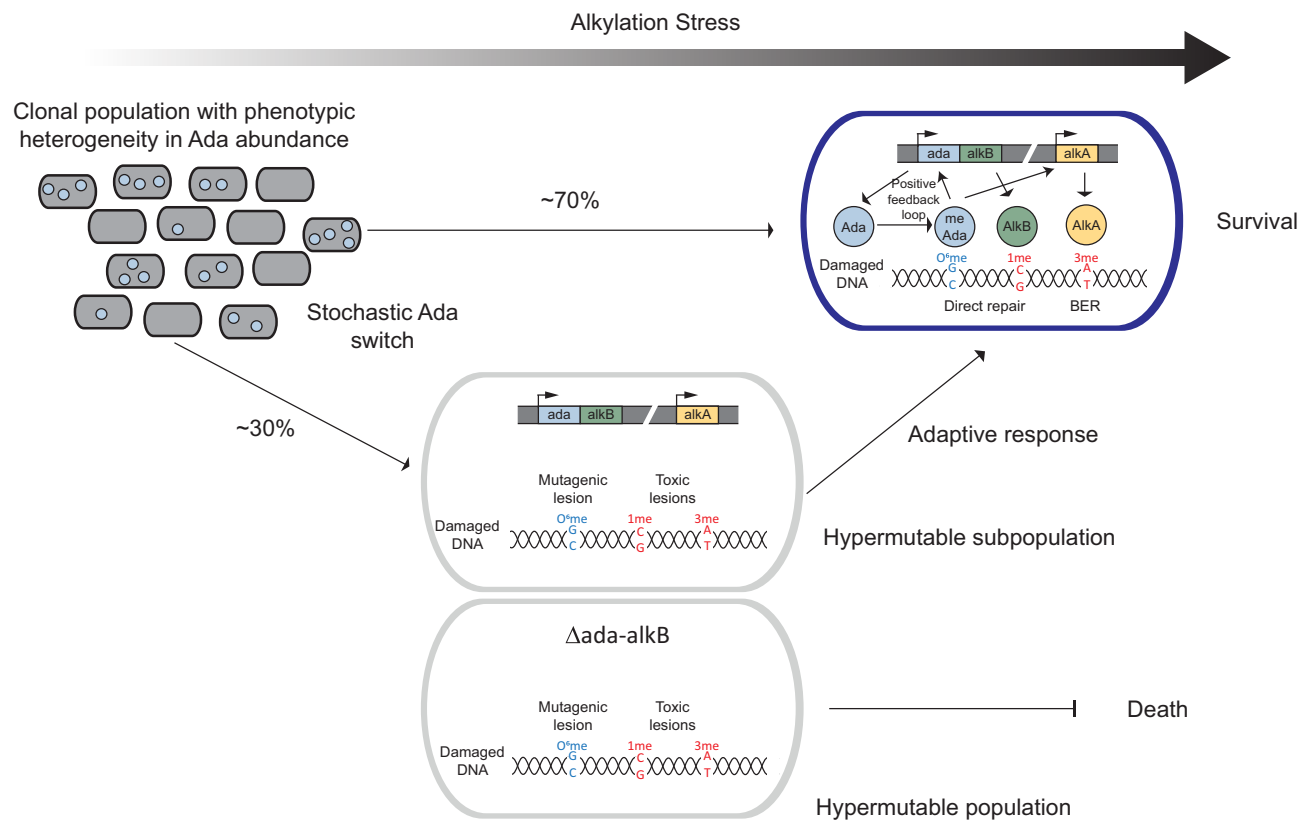 Alkylation Stress
Clonal population with phenotypic
heterogeneity in Ada abundance
Stochastic Ada
switch
~70%
~30%
ada alkB alkA
Positive
feedback
loop
Ada
me
Ada
AlkB
AlkA
Damaged
DNA
O⁶me
G
C
1me
C
G
3me
A
T
Direct repair
BER
Survival
ada alkB alkA
Mutagenic
lesion
Toxic
lesions
Damaged
DNA
O⁶me
G
C
1me
C
G
3me
A
T
Adaptive response
Hypermutable subpopulation
Δada-alkB
Mutagenic
lesion
Toxic
lesions
Damaged
DNA
O⁶me
G
C
1me
C
G
3me
A
T
Death
Hypermutable population